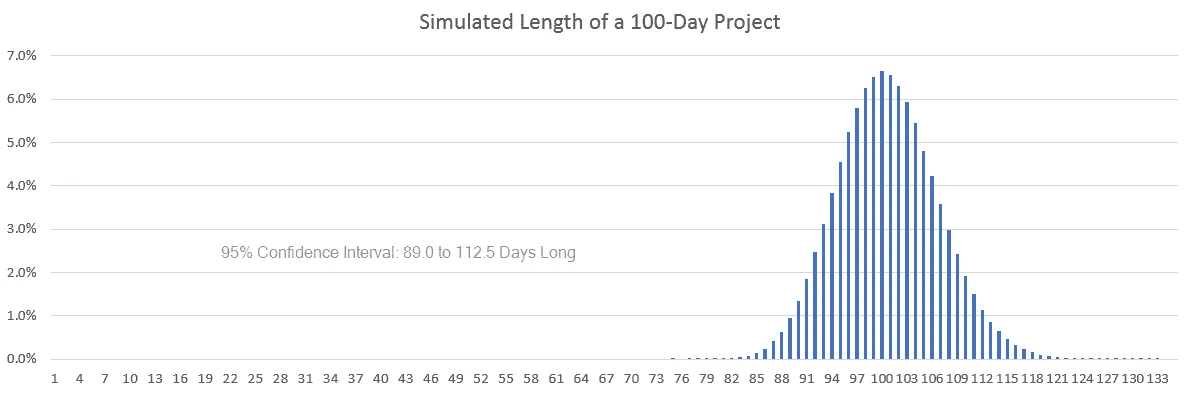 Simulated Length of a 100-Day Project
7.0%
6.0%
5.0%
4.0%
3.0%
95% Confidence Interval: 89.0 to 112.5 Days Long
2.0%
1.0%
0.0%
1 4 7 10 13 16 19 22 25 28 31 34 37 40 43 46 49 52 55 58 61 64 67 70 73 76 79 82 85 88 91 94 97 100 103 106 109 112 115 118 121 124 127 130 133